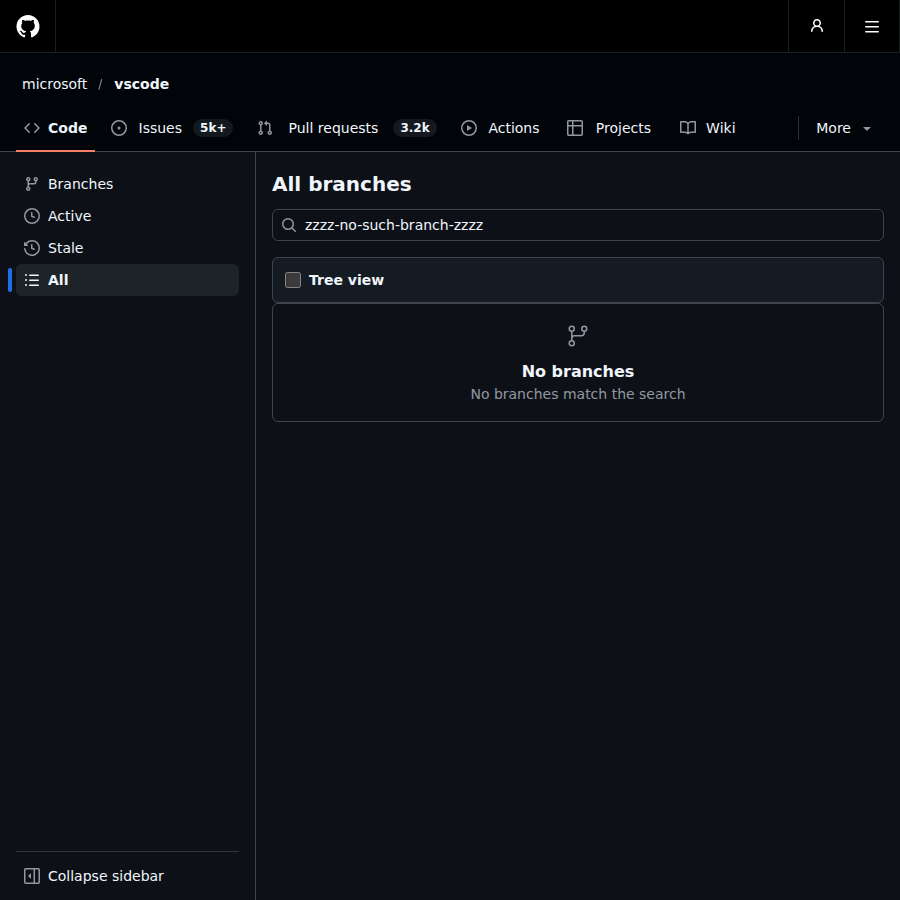 microsoft / vscode
Code Issues 5k+ Pull requests 3.2k Actions Projects Wiki More
Branches
Active
Stale
All
Collapse sidebar
All branches
zzzz-no-such-branch-zzzz
Tree view
No branches
No branches match the search